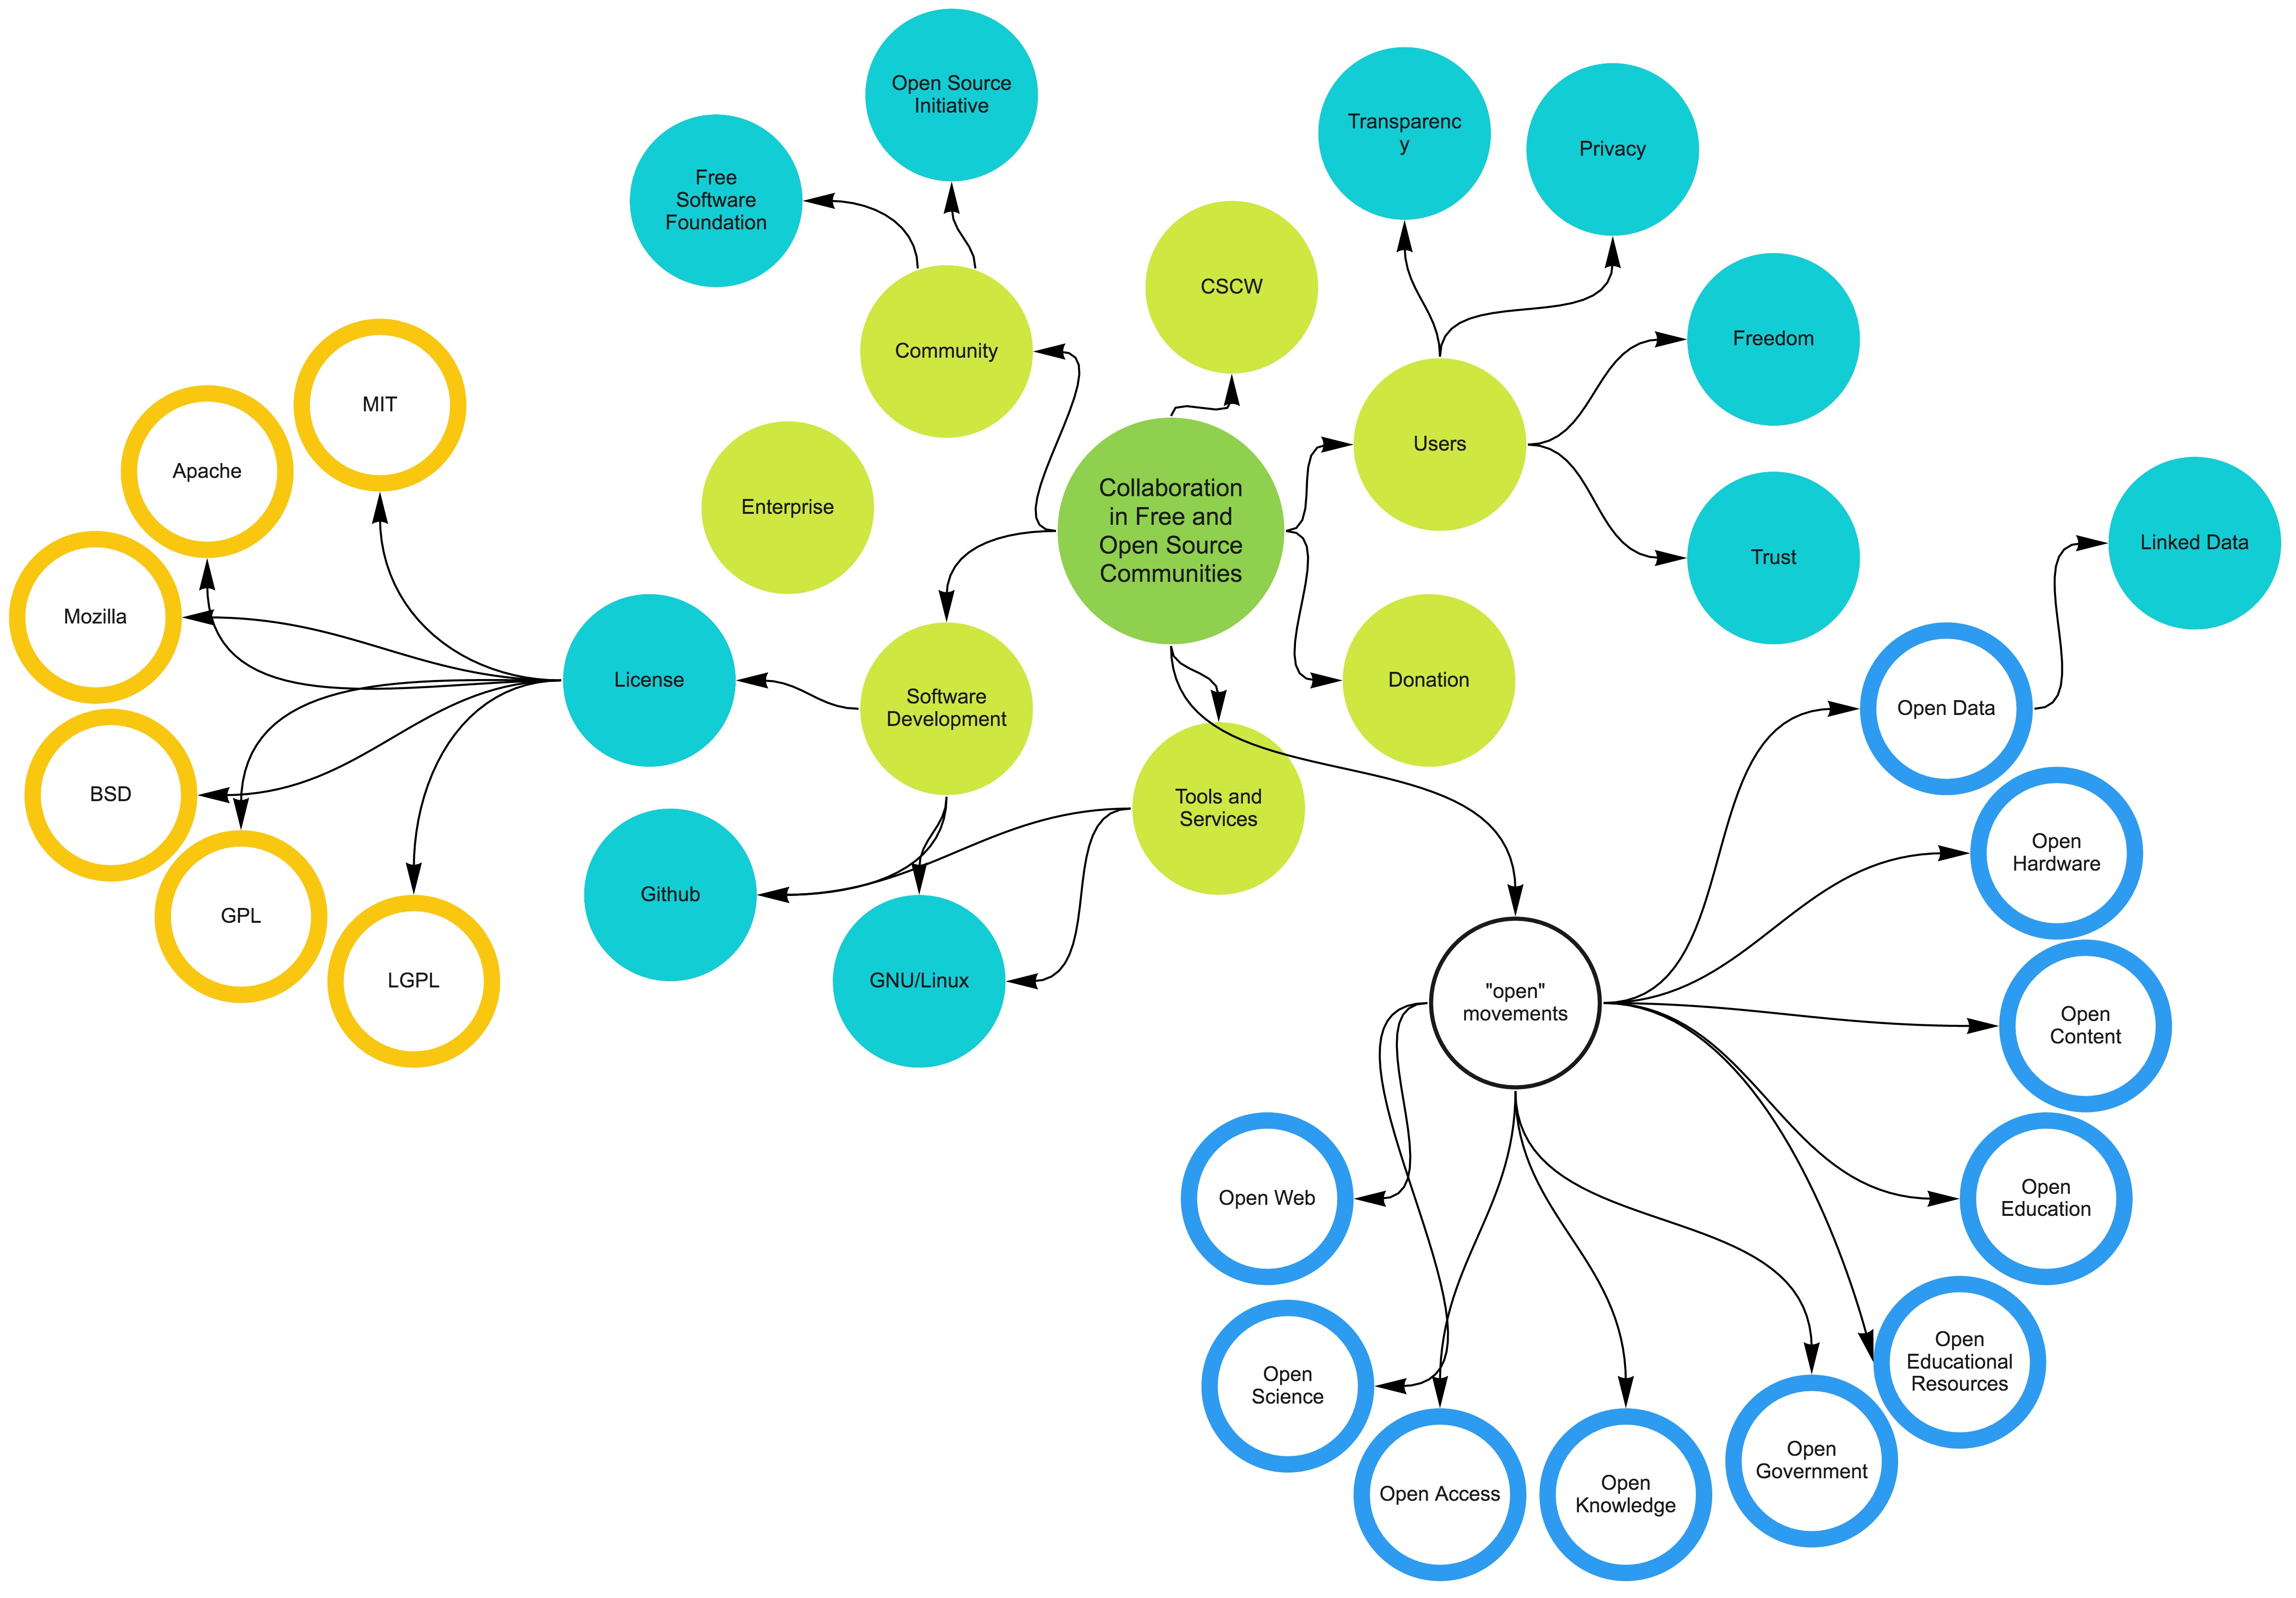 Open Source
Initiative
Transparenc
y
Privacy
Free
Software
Foundation
CSCW
Freedom
Community
MIT
Users
Apache
Enterprise
Collaboration
in Free and
Open Source
Communities
Linked Data
Trust
Mozilla
License
Donation
Software
Development
Open Data
BSD
Tools and
Services
Open
Hardware
Github
GPL
LGPL
GNU/Linux
"open"
movements
Open
Content
Open Web
Open
Education
Open
Science
Open
Educational
Resources
Open Access
Open
Knowledge
Open
Government